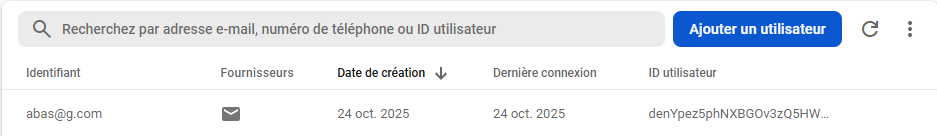 Recherchez par adresse e-mail, numéro de téléphone ou ID utilisateur Ajouter un utilisateur
Identifiant Fournisseurs Date de création Dernière connexion ID utilisateur
abas@g.com 24 oct. 2025 24 oct. 2025 denYpez5phNXBGOv3zQ5HW...